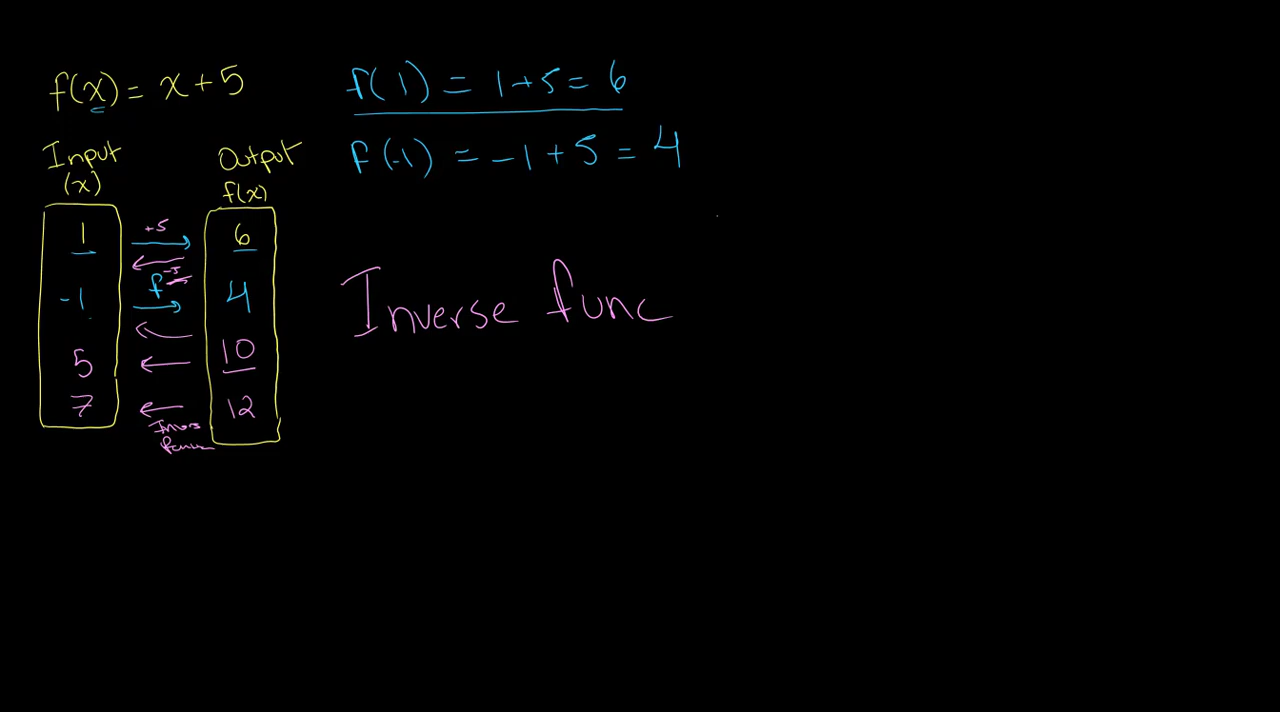 f(x) = x + 5
f(1) = 1 + 5 = 6
f(-1) = -1 + 5 = 4
Input
(x)
Output
f(x)
1
+5
6
-5
-1
f
4
5
10
7
12
Inverse func